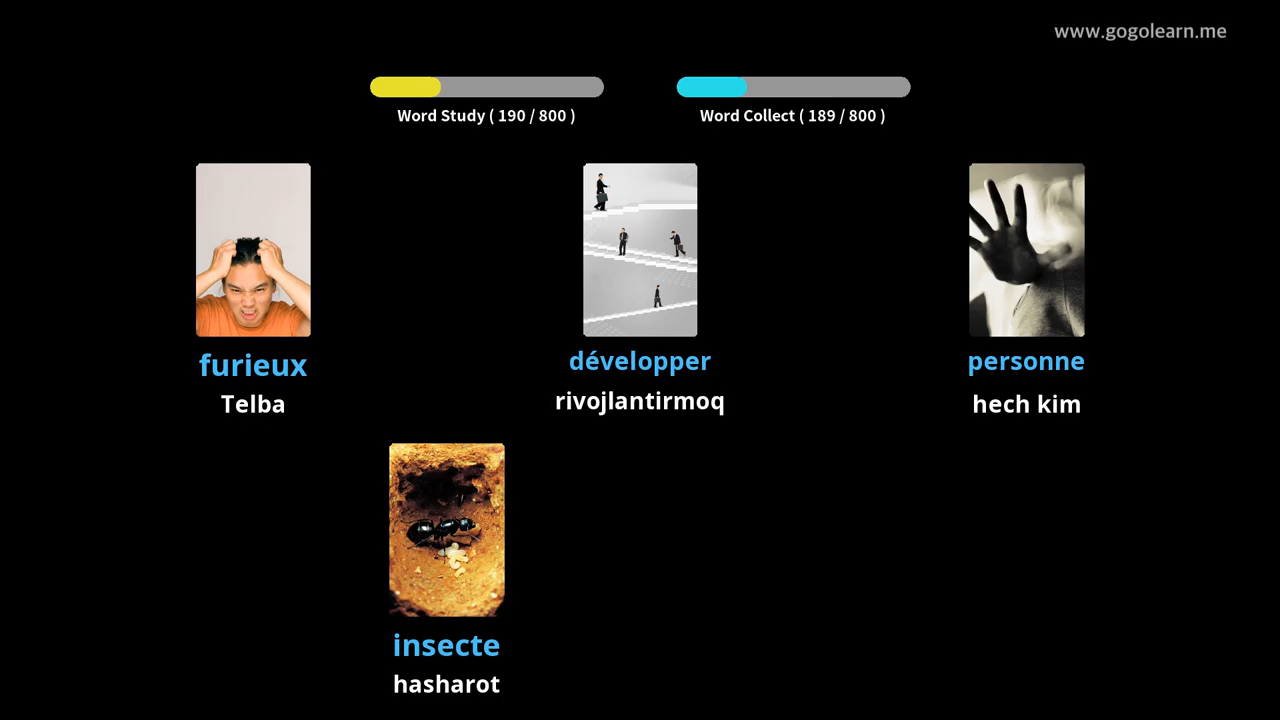 www.gogolearn.me
Word Study ( 190 / 800 )
Word Collect ( 189 / 800 )
furieux
Telba
développer
rivojlantirmoq
personne
hech kim
insecte
hasharot